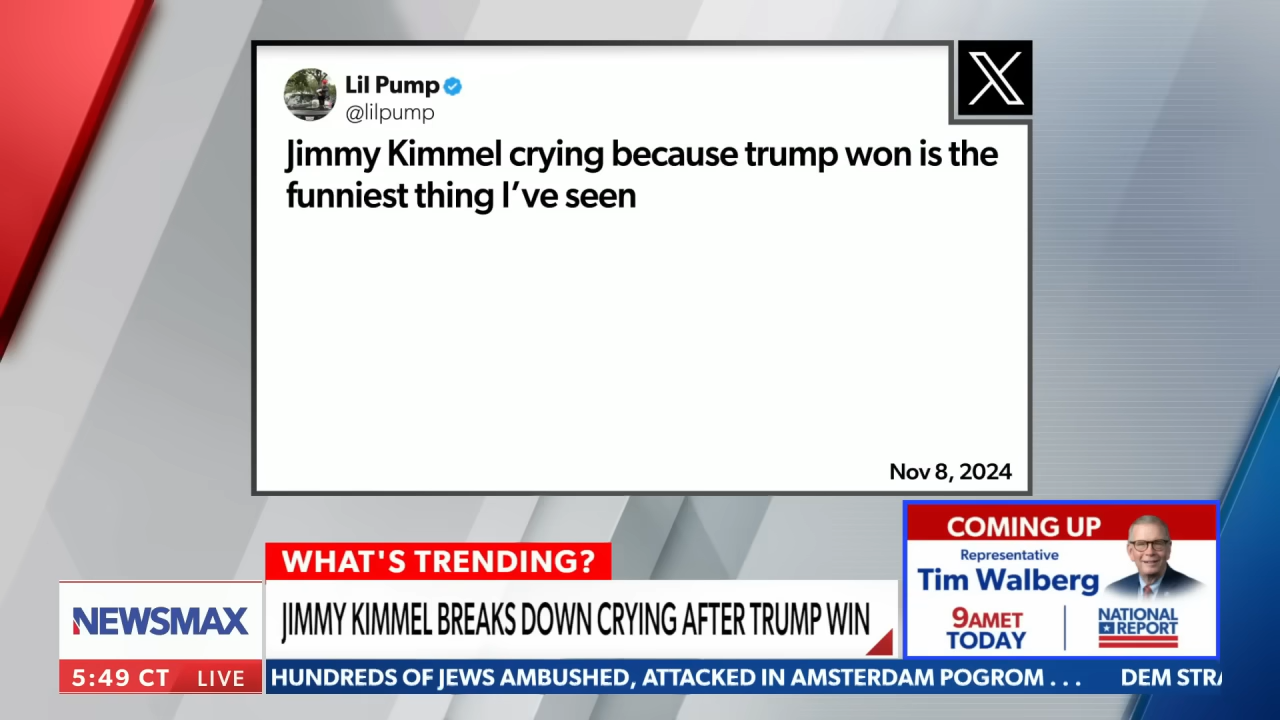 X
Lil Pump
@lilpump
Jimmy Kimmel crying because trump won is the
funniest thing I’ve seen
Nov 8, 2024
WHAT'S TRENDING?
JIMMY KIMMEL BREAKS DOWN CRYING AFTER TRUMP WIN
COMING UP
Representative
Tim Walberg
9AMET
TODAY
NATIONAL
REPORT
NEWSMAX
5:49 CT LIVE
HUNDREDS OF JEWS AMBUSHED, ATTACKED IN AMSTERDAM POGROM . . . DEM STRA